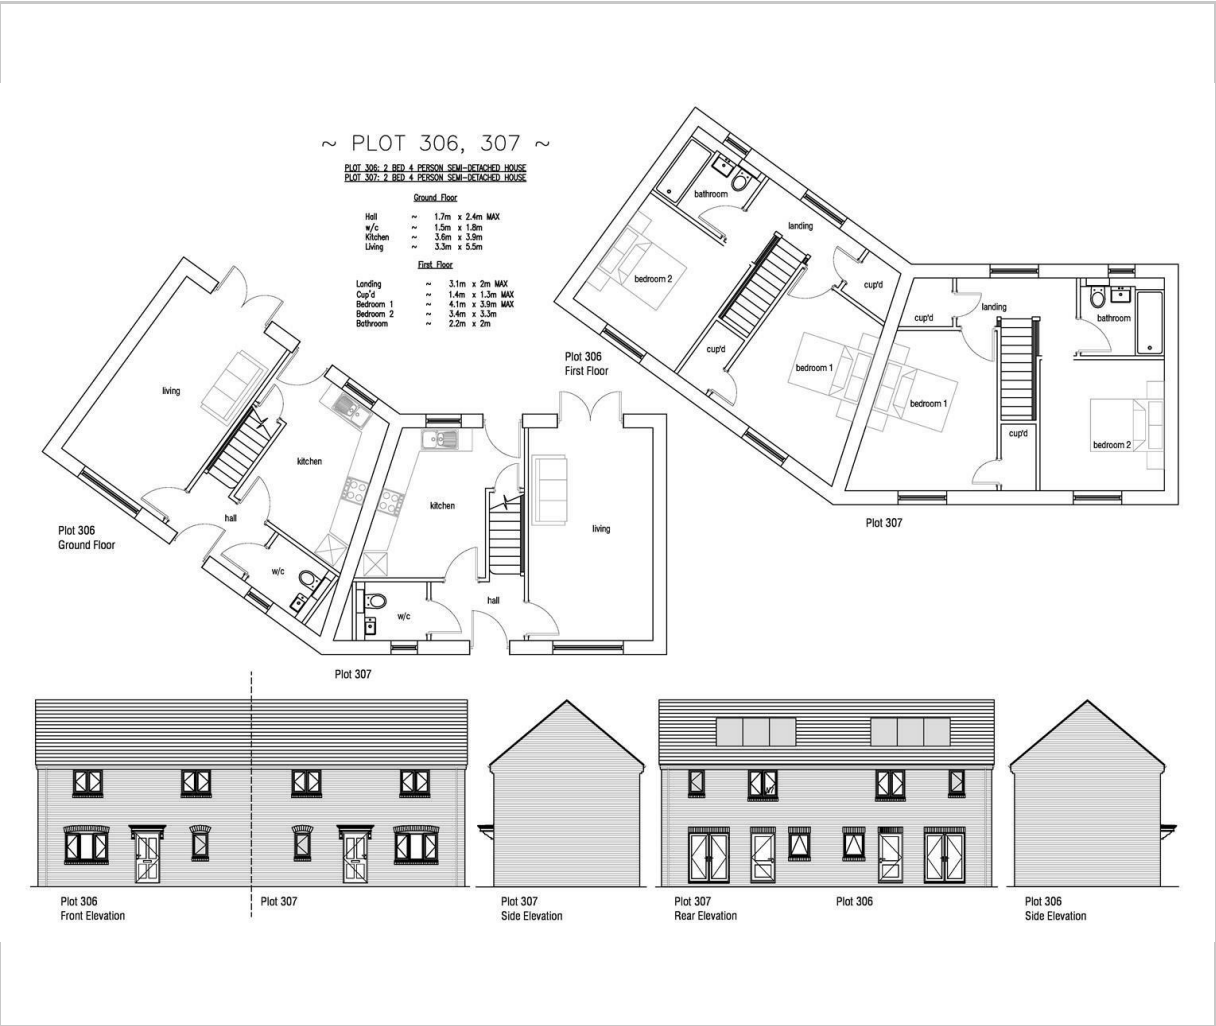 ~ PLOT 306, 307 ~
PLOT 306: 2 BED 4 PERSON SEMI-DETACHED HOUSE
PLOT 307: 2 BED 4 PERSON SEMI-DETACHED HOUSE
Ground Floor
Hall ~ 1.7m x 2.4m MAX
w/c ~ 1.5m x 1.8m
Kitchen ~ 3.6m x 3.9m
Living ~ 3.3m x 5.5m
First Floor
Landing ~ 3.1m x 2m MAX
Cup'd ~ 1.4m x 1.3m MAX
Bedroom 1 ~ 4.1m x 3.9m MAX
Bedroom 2 ~ 3.4m x 3.3m
Bathroom ~ 2.2m x 2m
bathroom
landing
bedroom 2
cup'd
cup'd
bedroom 1
Plot 306
First Floor
landing
cup'd
bathroom
bedroom 1
cup'd
bedroom 2
Plot 307
living
kitchen
hall
w/c
Plot 306
Ground Floor
kitchen
living
hall
w/c
Plot 307
Plot 306
Front Elevation
Plot 307
Plot 307
Side Elevation
Plot 307
Rear Elevation
Plot 306
Plot 306
Side Elevation